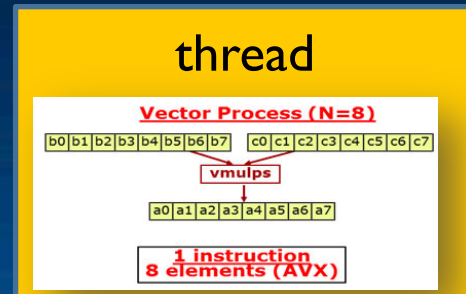 thread
Vector Process (N=8)
b0 b1 b2 b3 b4 b5 b6 b7 c0 c1 c2 c3 c4 c5 c6 c7
vmulps
a0 a1 a2 a3 a4 a5 a6 a7
1 instruction
8 elements (AVX)